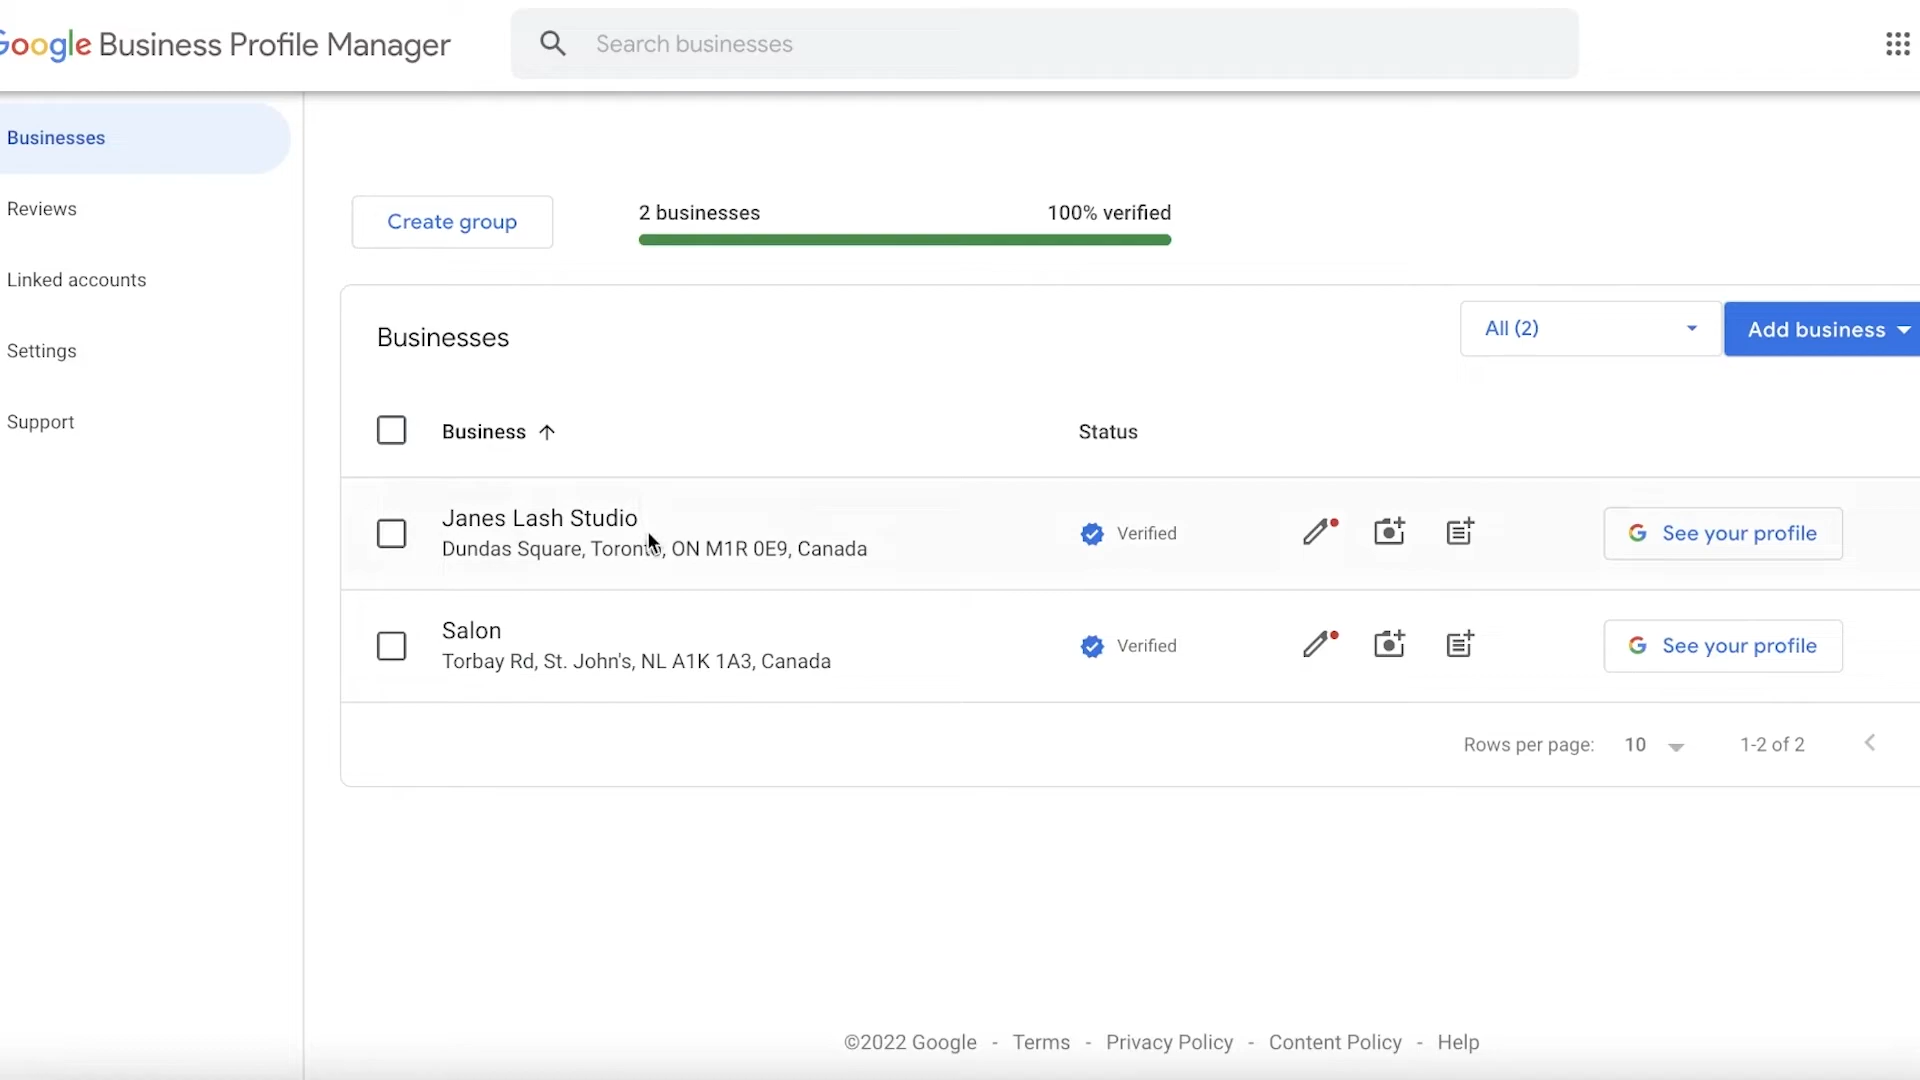 Google Business Profile Manager
Search businesses
Businesses
Reviews
Linked accounts
Settings
Support
Create group
2 businesses
100% verified
Businesses
All (2)
Add business
Business
Status
Janes Lash Studio
Dundas Square, Toronto, ON M1R 0E9, Canada
Verified
See your profile
Salon
Torbay Rd, St. John's, NL A1K 1A3, Canada
Verified
See your profile
Rows per page: 10
1-2 of 2
©2022 Google - Terms - Privacy Policy - Content Policy - Help